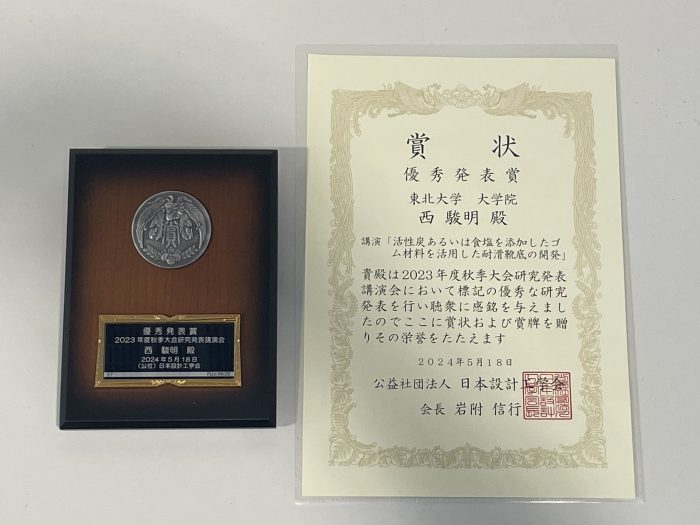 賞
優秀発表賞
2023年度秋季大会研究発表講演会
西 駿明 殿
2024年5月18日
(公社)日本設計工学会
賞 状
優秀発表賞
東北大学 大学院
西 駿明 殿
講演「活性炭あるいは食塩を添加したゴ
ム材料を活用した耐滑靴底の開発」
貴殿は2023年度秋季大会研究発表
講演会において標記の優秀な研究
発表を行い聴衆に感銘を与えまし
たのでここに賞状および賞牌を贈
りその栄誉をたたえます
2024年5月18日
公益社団法人 日本設計工学会
会長 岩附 信行